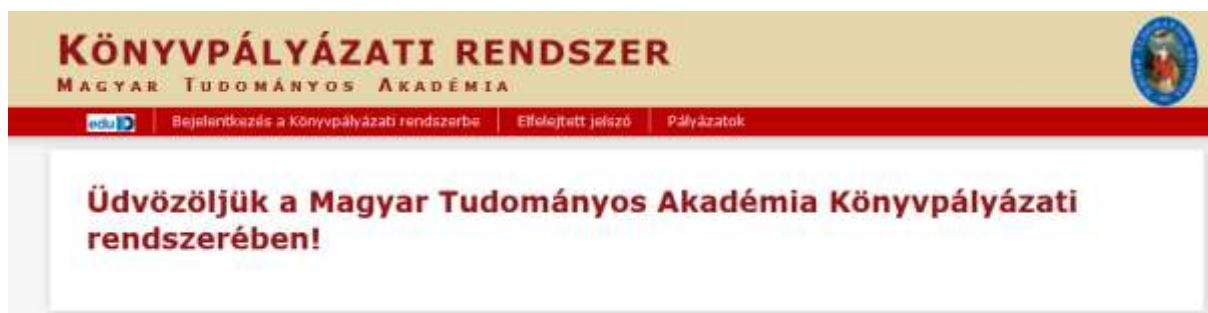 KÖNYVPÁLYÁZATI RENDSZER
MAGYAR TUDOMÁNYOS AKADÉMIA
eduID Bejelentkezés a Könyvpályázati rendszerbe Elfelejtett jelszó Pályázatok
Üdvözöljük a Magyar Tudományos Akadémia Könyvpályázati
rendszerében!